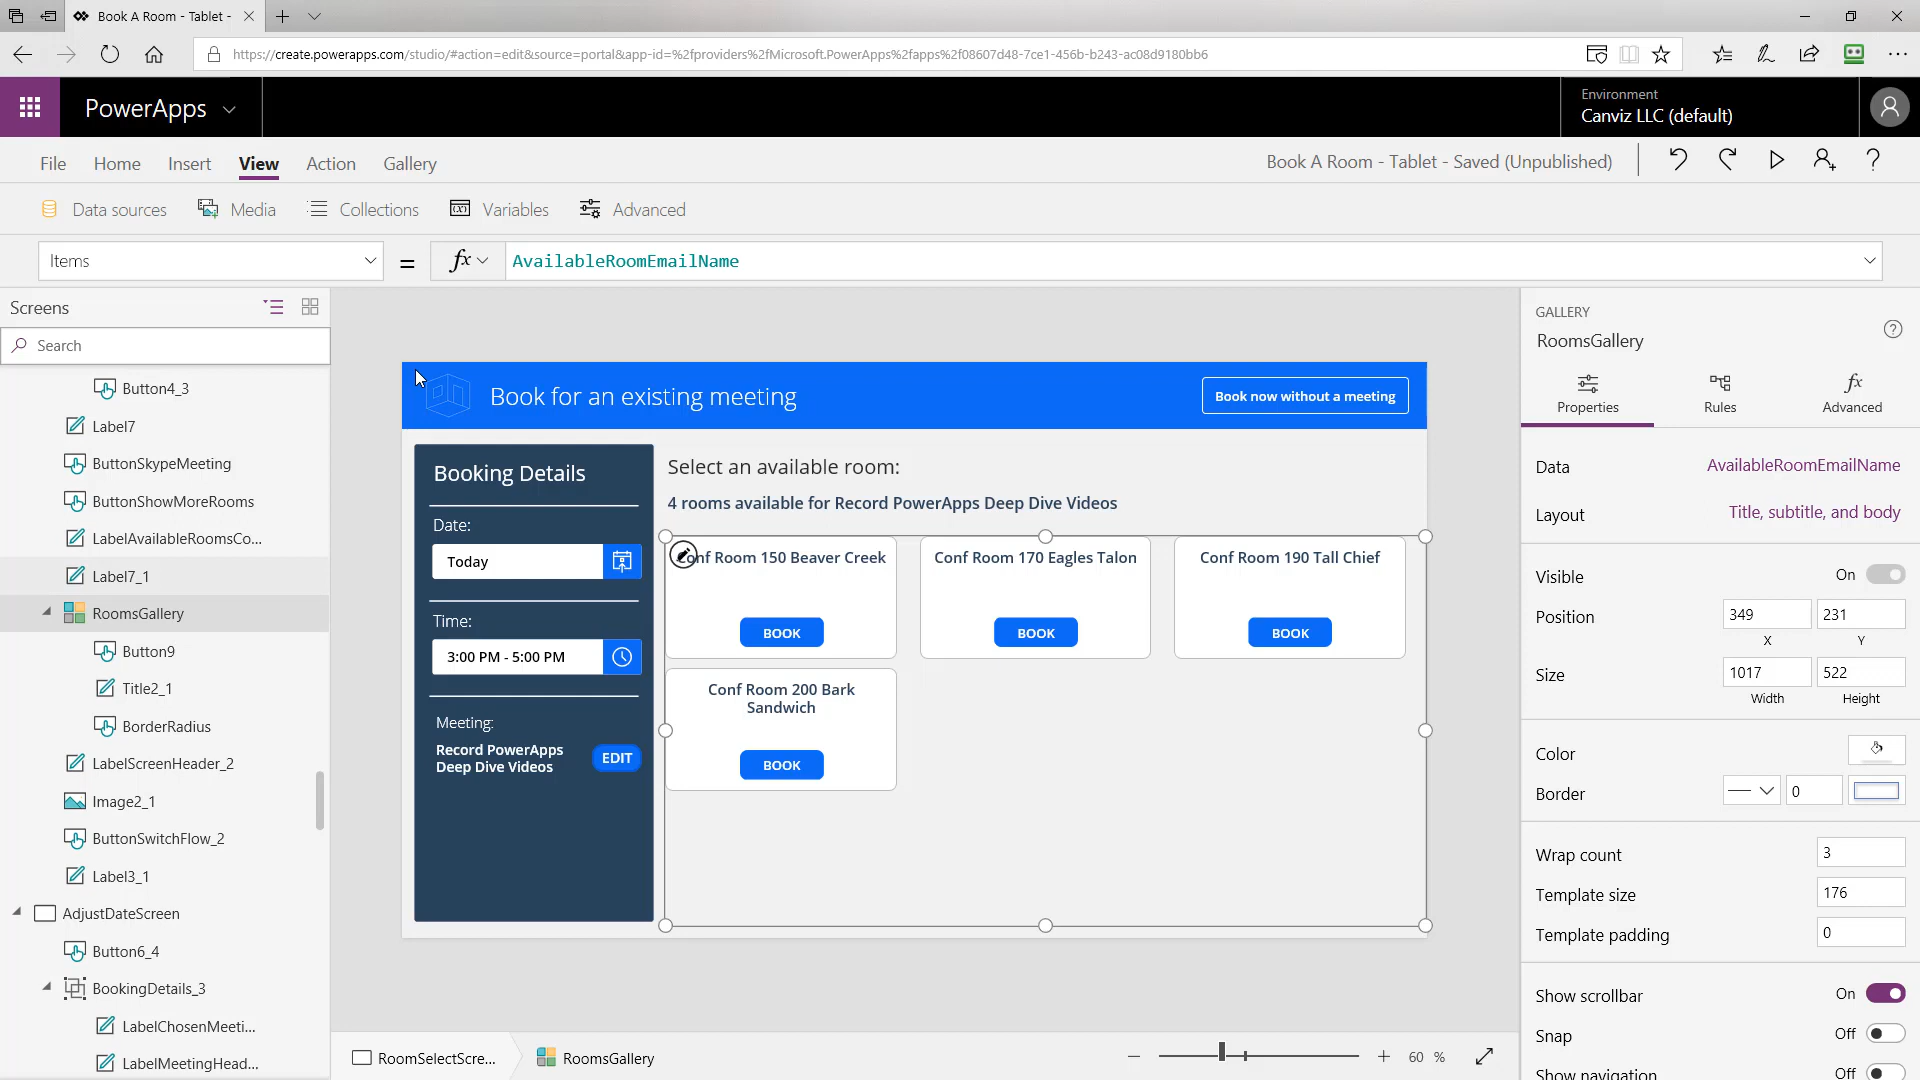 Book A Room - Tablet -
https://create.powerapps.com/studio/#action=edit&source=portal&app-id=%2fproviders%2fMicrosoft.PowerApps%2fapps%2f08607d48-7ce1-456b-b243-ac08d9180bb6
PowerApps
Environment
Canviz LLC (default)
File Home Insert View Action Gallery
Book A Room - Tablet - Saved (Unpublished)
Data sources Media Collections Variables Advanced
Items = fx AvailableRoomEmailName
Screens
Search
Button4_3
Label7
ButtonSkypeMeeting
ButtonShowMoreRooms
LabelAvailableRoomsCo...
Label7_1
RoomsGallery
Button9
Title2_1
BorderRadius
LabelScreenHeader_2
Image2_1
ButtonSwitchFlow_2
Label3_1
AdjustDateScreen
Button6_4
BookingDetails_3
LabelChosenMeeti...
LabelMeetingHead...
Book for an existing meeting
Book now without a meeting
Booking Details
Date:
Today
Time:
3:00 PM - 5:00 PM
Meeting:
Record PowerApps
Deep Dive Videos
EDIT
Select an available room:
4 rooms available for Record PowerApps Deep Dive Videos
Conf Room 150 Beaver Creek
BOOK
Conf Room 170 Eagles Talon
BOOK
Conf Room 190 Tall Chief
BOOK
Conf Room 200 Bark
Sandwich
BOOK
RoomSelectScre... RoomsGallery
60 %
GALLERY
RoomsGallery
Properties Rules fx Advanced
Data AvailableRoomEmailName
Layout Title, subtitle, and body
Visible On
Position 349 231
X Y
Size 1017 522
Width Height
Color
Border 0
Wrap count 3
Template size 176
Template padding 0
Show scrollbar On
Snap Off
Show navigation Off